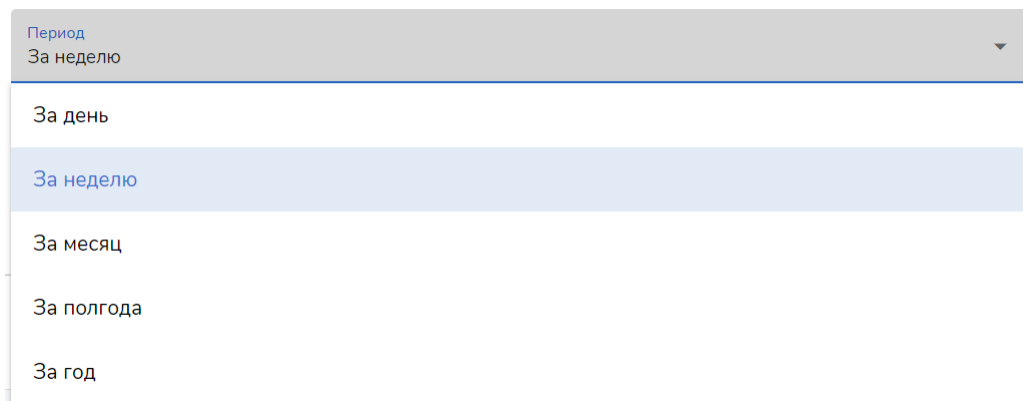 Период
За неделю
За день
За неделю
За месяц
За полгода
За год